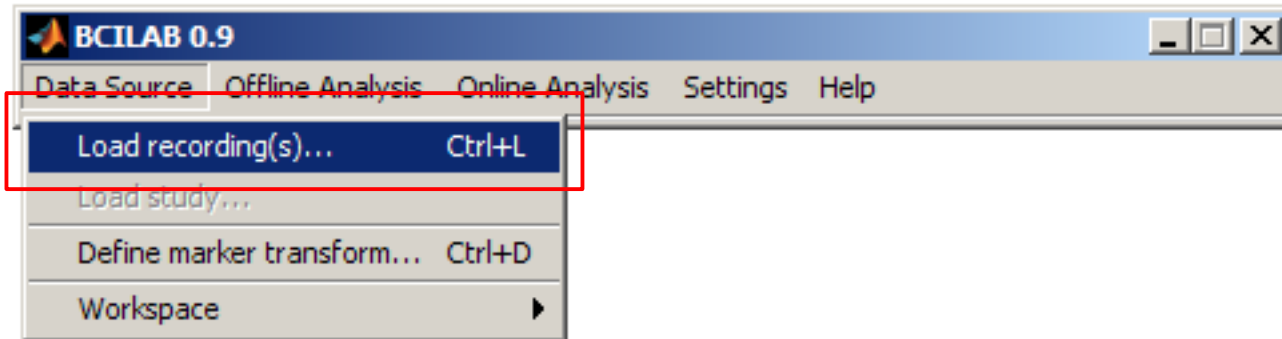 BCILAB 0.9
Data Source Offline Analysis Online Analysis Settings Help
Load recording(s)... Ctrl+L
Load study...
Define marker transform... Ctrl+D
Workspace